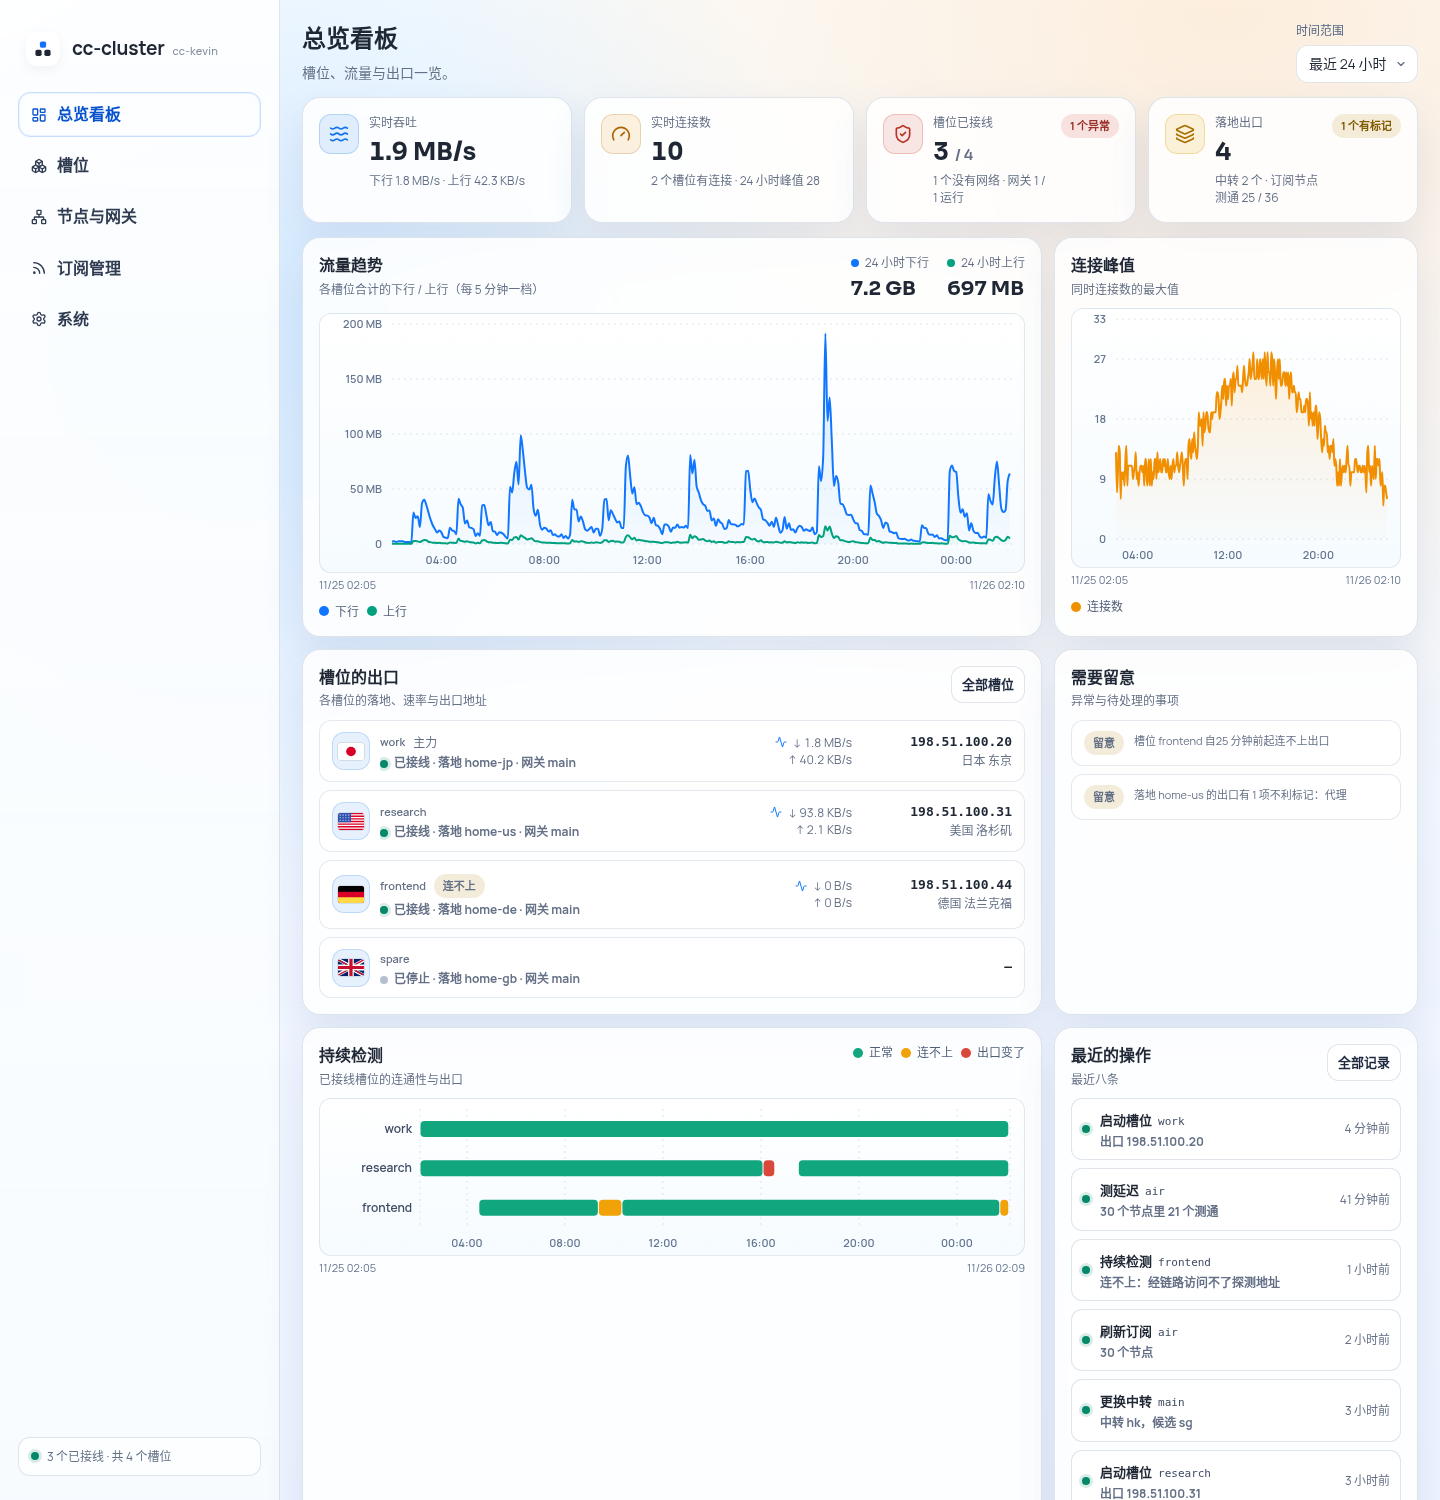 cc-cluster cc-kevin
总览看板
槽位
节点与网关
订阅管理
系统
3 个已接线 · 共 4 个槽位
总览看板
槽位、流量与出口一览。
时间范围
最近 24 小时
实时吞吐
1.9 MB/s
下行 1.8 MB/s · 上行 42.3 KB/s
实时连接数
10
2 个槽位有连接 · 24 小时峰值 28
槽位已接线
1 个异常
3 / 4
1 个没有网络 · 网关 1 /
1 运行
落地出口
1 个有标记
4
中转 2 个 · 订阅节点
测通 25 / 36
流量趋势
各槽位合计的下行 / 上行（每 5 分钟一档）
24 小时下行
7.2 GB
24 小时上行
697 MB
200 MB
150 MB
100 MB
50 MB
0
04:00 08:00 12:00 16:00 20:00 00:00
11/25 02:05 11/26 02:10
下行 上行
连接峰值
同时连接数的最大值
33
27
18
9
0
04:00 12:00 20:00
11/25 02:05 11/26 02:10
连接数
槽位的出口
各槽位的落地、速率与出口地址
全部槽位
work 主力
已接线 · 落地 home-jp · 网关 main
↓ 1.8 MB/s
↑ 40.2 KB/s
198.51.100.20
日本 东京
research
已接线 · 落地 home-us · 网关 main
↓ 93.8 KB/s
↑ 2.1 KB/s
198.51.100.31
美国 洛杉矶
frontend 连不上
已接线 · 落地 home-de · 网关 main
↓ 0 B/s
↑ 0 B/s
198.51.100.44
德国 法兰克福
spare
已停止 · 落地 home-gb · 网关 main
–
需要留意
异常与待处理的事项
留意 槽位 frontend 自25 分钟前起连不上出口
留意 落地 home-us 的出口有 1 项不利标记：代理
持续检测
已接线槽位的连通性与出口
正常 连不上 出口变了
work
research
frontend
04:00 08:00 12:00 16:00 20:00 00:00
11/25 02:05 11/26 02:09
最近的操作
最近八条
全部记录
启动槽位 work
出口 198.51.100.20
4 分钟前
测延迟 air
30 个节点里 21 个测通
41 分钟前
持续检测 frontend
连不上：经链路访问不了探测地址
1 小时前
刷新订阅 air
30 个节点
2 小时前
更换中转 main
中转 hk，候选 sg
3 小时前
启动槽位 research
出口 198.51.100.31
3 小时前